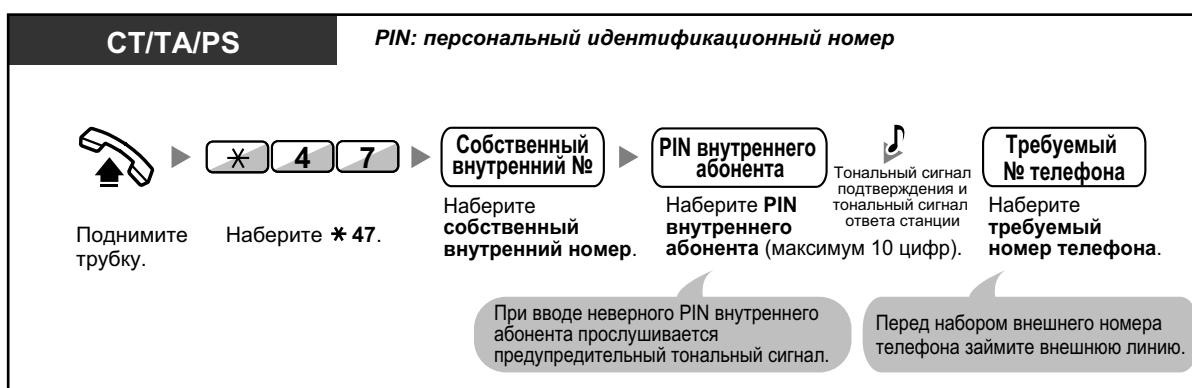 CT/TA/PS
PIN: персональный идентификационный номер
✳ 4 7
Собственный
внутренний №
PIN внутреннего
абонента
Тональный сигнал
подтверждения и
тональный сигнал
ответа станции
Требуемый
№ телефона
Поднимите
трубку.
Наберите ✳ 47.
Наберите
собственный
внутренний номер.
Наберите PIN
внутреннего
абонента (максимум 10 цифр).
Наберите
требуемый
номер телефона.
При вводе неверного PIN внутреннего
абонента прослушивается
предупредительный тональный сигнал.
Перед набором внешнего номера
телефона займите внешнюю линию.